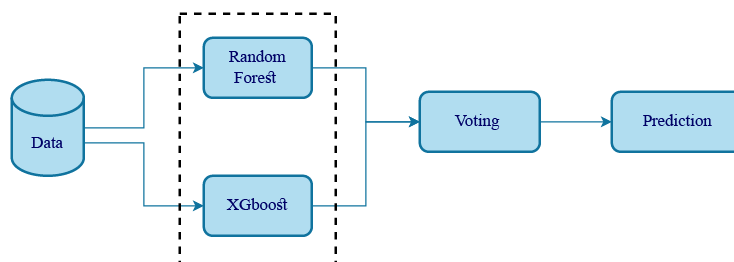 Random
Forest
Data
Voting
Prediction
XGboost